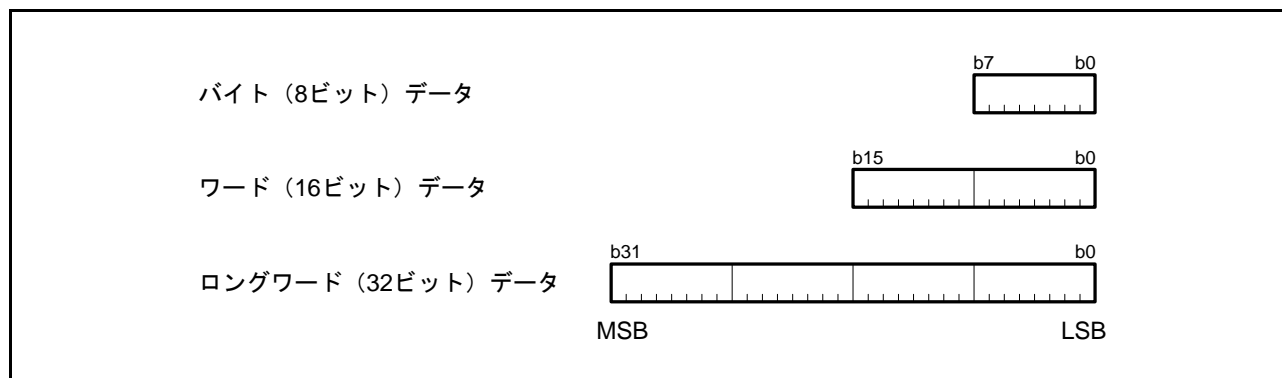 b7 b0
バイト（8ビット）データ
b15 b0
ワード（16ビット）データ
b31 b0
ロングワード（32ビット）データ
MSB LSB